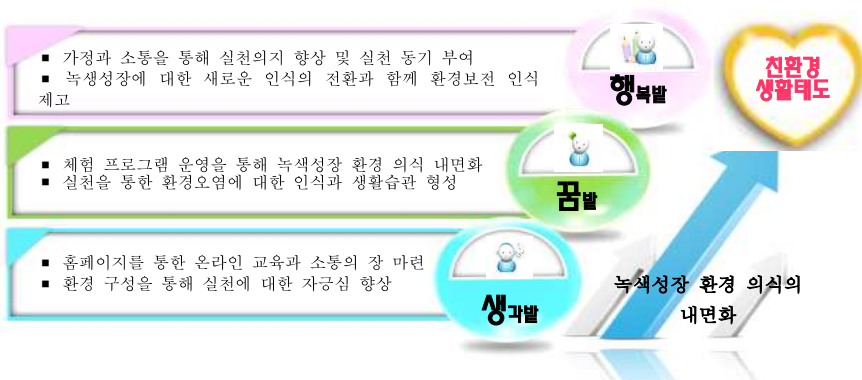 ▪ 가정과 소통을 통해 실천의지 향상 및 실천 동기 부여
▪ 녹생성장에 대한 새로운 인식의 전환과 함께 환경보전 인식
제고
행복발
친환경
생활태도
▪ 체험 프로그램 운영을 통해 녹색성장 환경 의식 내면화
▪ 실천을 통한 환경오염에 대한 인식과 생활습관 형성
꿈발
▪ 홈페이지를 통한 온라인 교육과 소통의 장 마련
▪ 환경 구성을 통해 실천에 대한 자긍심 향상
생각발
녹색성장 환경 의식의
내면화